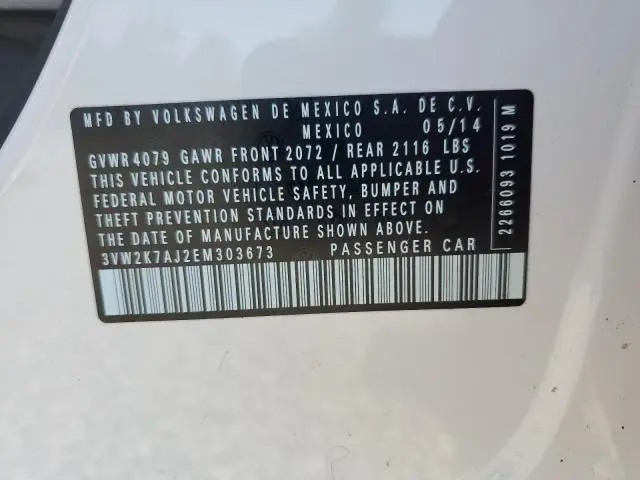 MFD BY VOLKSWAGEN DE MEXICO S.A. DE C.V.
MEXICO 05/14
GVWR 4079 GAWR FRONT 2072 / REAR 2116 LBS
THIS VEHICLE CONFORMS TO ALL APPLICABLE U.S.
FEDERAL MOTOR VEHICLE SAFETY, BUMPER AND
THEFT PREVENTION STANDARDS IN EFFECT ON
THE DATE OF MANUFACTURE SHOWN ABOVE.
3VW2K7AJ2EM303673 PASSENGER CAR
2266093 1019 M